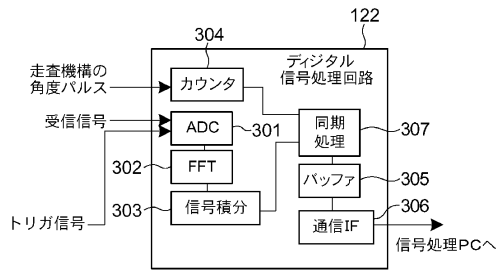 122
304
ディジタル
信号処理回路
走査機構の
角度パルス
カウンタ
受信信号
ADC
301
同期
処理
307
302
FFT
バッファ
305
トリガ信号
303
信号積分
通信IF
306
信号処理PCへ